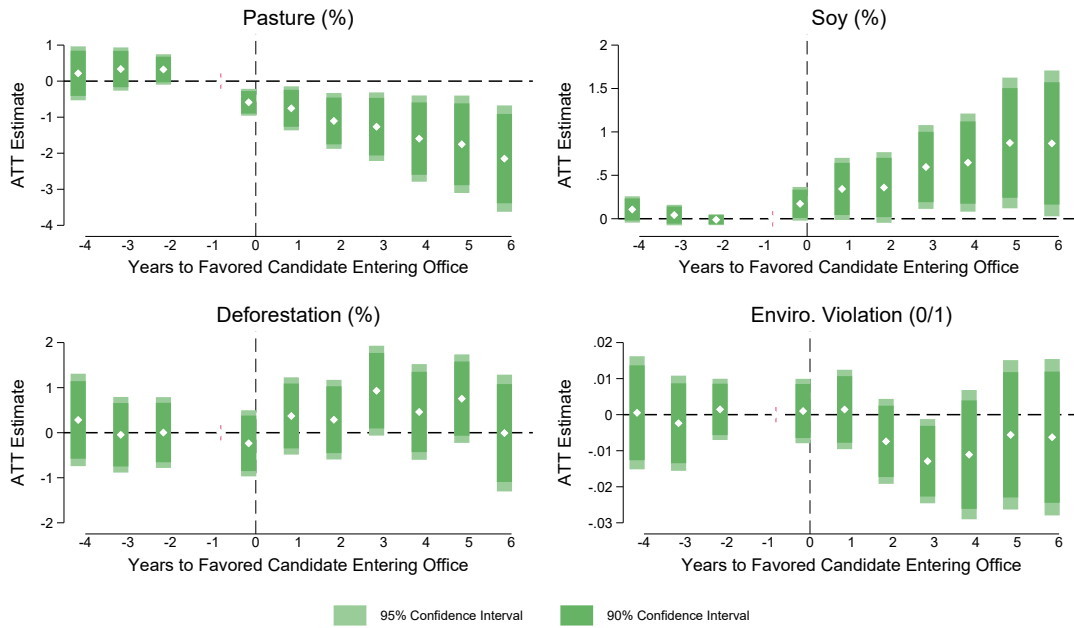 Pasture (%)
ATT Estimate
1
0
-1
-2
-3
-4
-4 -3 -2 -1 0 1 2 3 4 5 6
Years to Favored Candidate Entering Office
Soy (%)
ATT Estimate
2
1.5
1
.5
0
-4 -3 -2 -1 0 1 2 3 4 5 6
Years to Favored Candidate Entering Office
Deforestation (%)
ATT Estimate
2
1
0
-1
-2
-4 -3 -2 -1 0 1 2 3 4 5 6
Years to Favored Candidate Entering Office
Enviro. Violation (0/1)
ATT Estimate
.02
.010
0
-.01
-.02
-.03
-4 -3 -2 -1 0 1 2 3 4 5 6
Years to Favored Candidate Entering Office
95% Confidence Interval
90% Confidence Interval